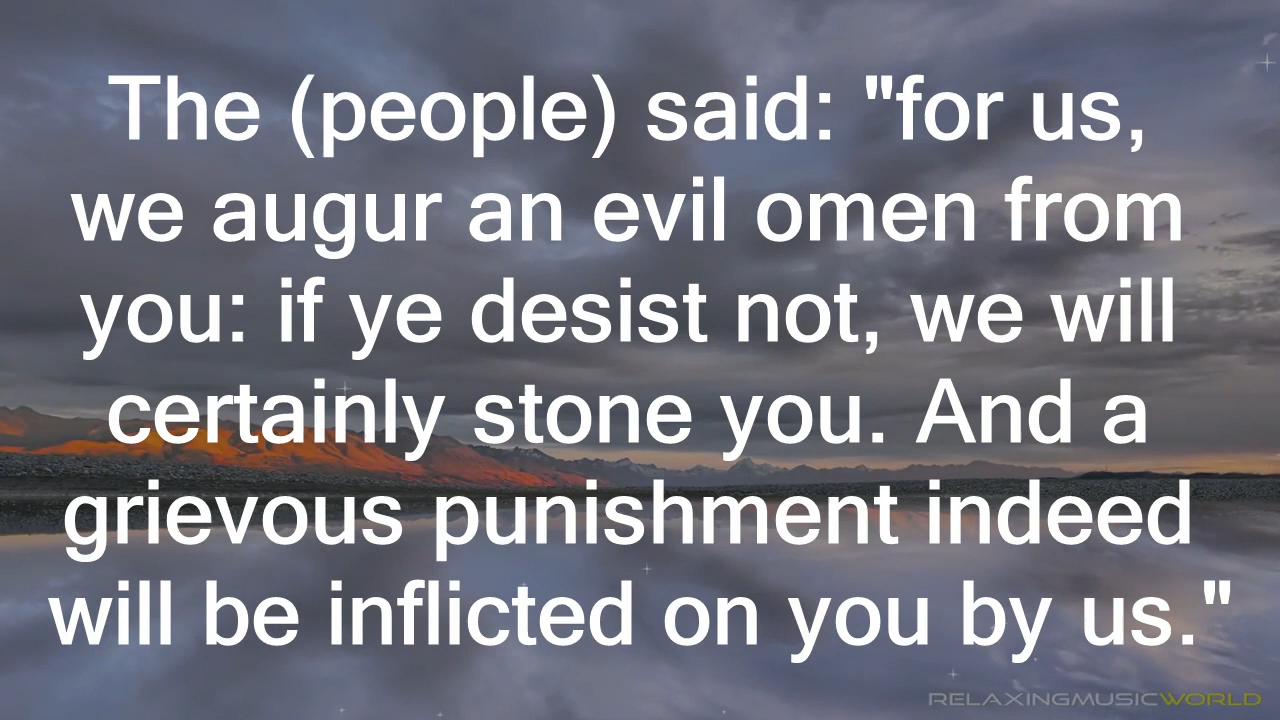 The (people) said: "for us,
we augur an evil omen from
you: if ye desist not, we will
certainly stone you. And a
grievous punishment indeed
will be inflicted on you by us."
RELAXINGMUSICWORLD